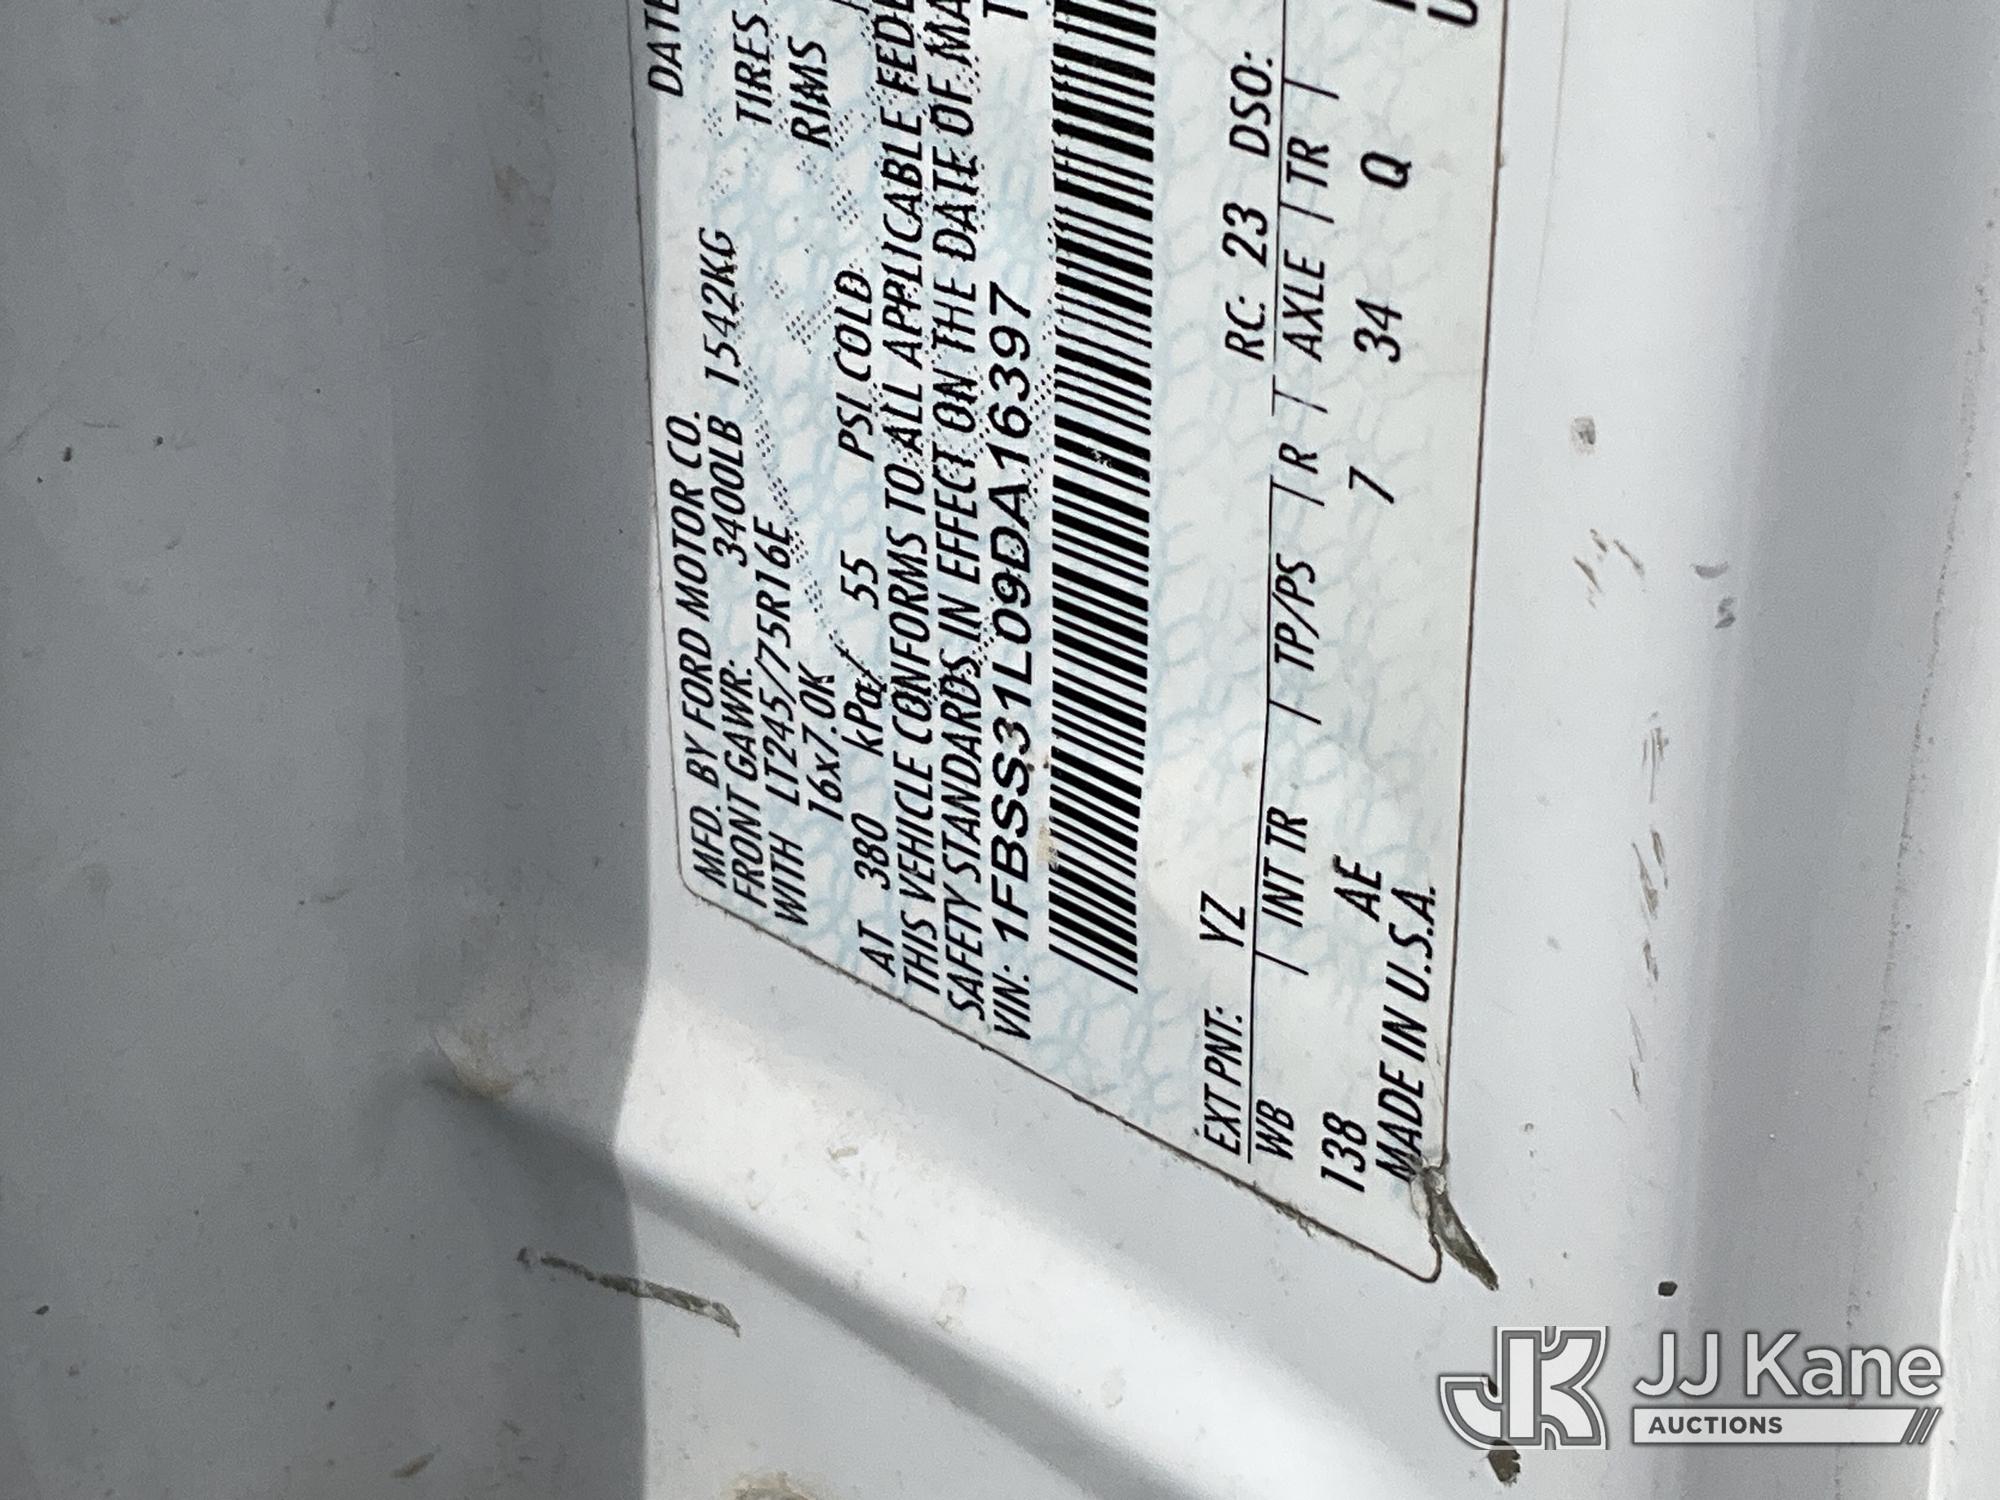 MFD. BY FORD MOTOR CO.
DATE
FRONT GAWR: 3400LB 1542KG
WITH LT245/75R16E TIRES
16x7.0K RIMS
AT 380 kPa/ 55 PSI COLD
THIS VEHICLE CONFORMS TO ALL APPLICABLE FEDE
SAFETY STANDARDS IN EFFECT ON THE DATE OF MA
VIN: 1FBSS31L09DA16397 T
EXT PNT: YZ RC: 23 DSO:
WB | INT TR | TP/PS | R | AXLE | TR |
138 AE 7 34 Q
MADE IN U.S.A.
JJ Kane
AUCTIONS